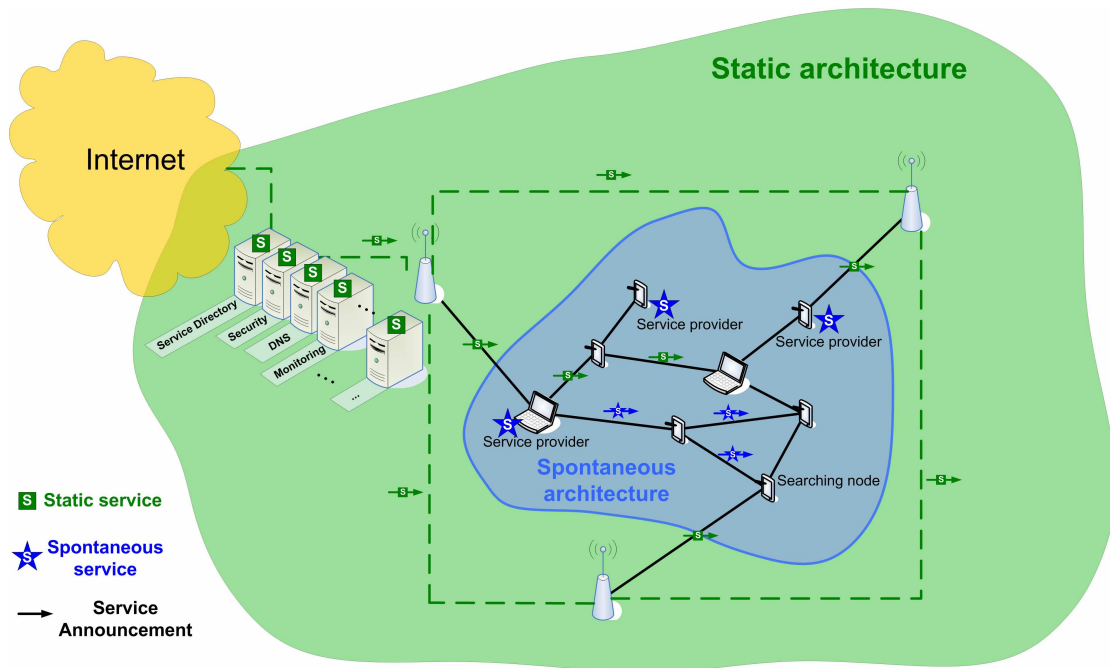 Static architecture
Internet
S
S
S
S
S
S
S
Service Directory
Security
DNS
Monitoring
...
...
...
S
S
Service provider
S
S
Service provider
S
S
S
S
S
S
Service provider
S
Spontaneous
architecture
Searching node
S
S
S
S Static service
S Spontaneous
service
Service
Announcement